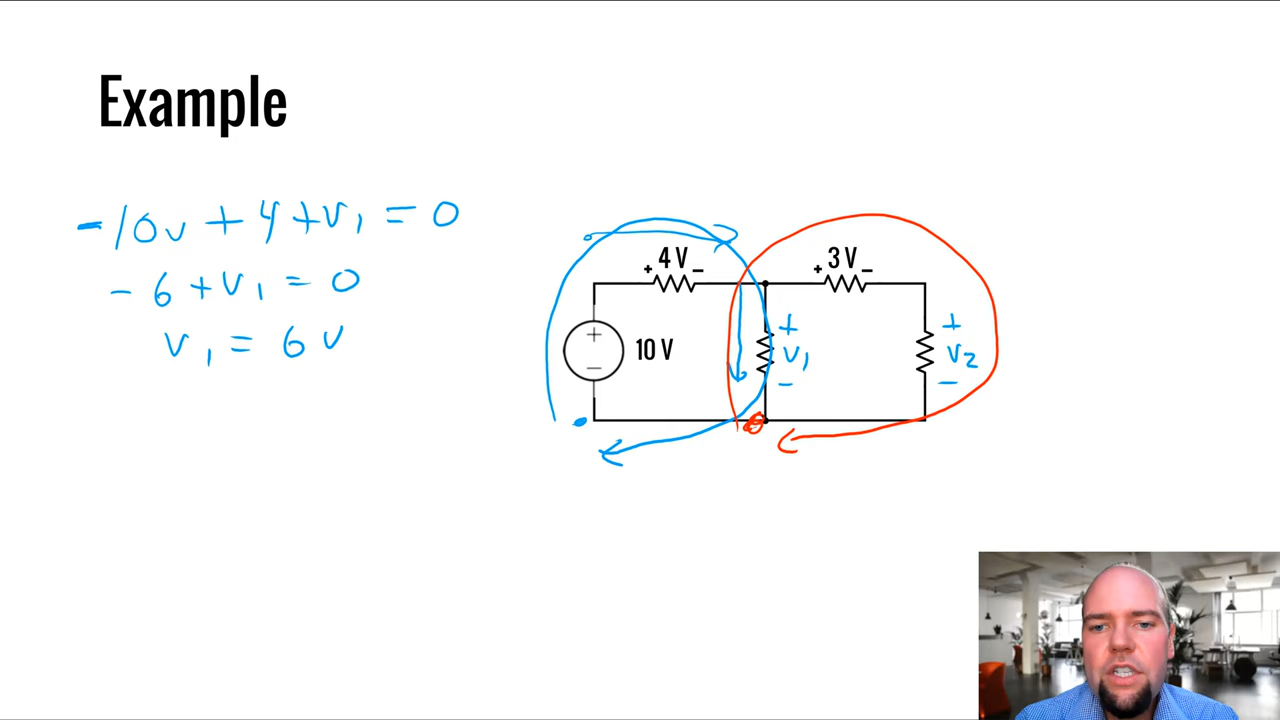 Example
-10v + 4 + v₁ = 0
- 6 + v₁ = 0
v₁ = 6 v
+ 4 V −
+ 3 V −
+
−
10 V
+
v₁
−
+
v₂
−